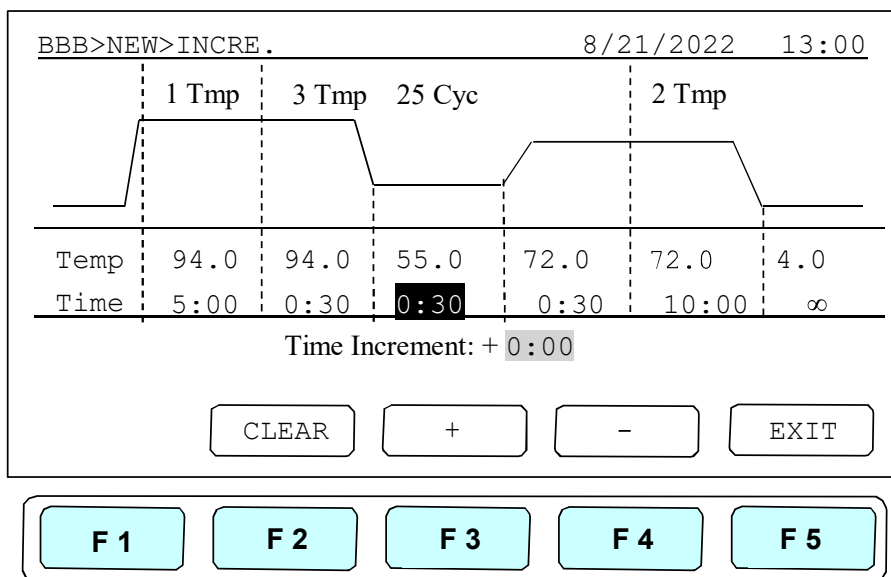 BBB>NEW>INCRE. 8/21/2022 13:00
1 Tmp 3 Tmp 25 Cyc 2 Tmp
Temp 94.0 94.0 55.0 72.0 72.0 4.0
Time 5:00 0:30 0:30 0:30 10:00 ∞
Time Increment: + 0:00
CLEAR + - EXIT
F 1 F 2 F 3 F 4 F 5